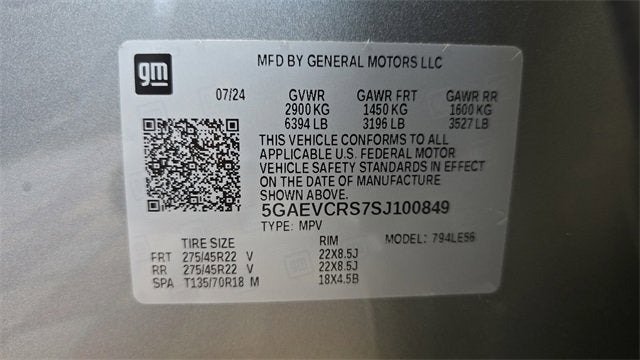 gm
MFD BY GENERAL MOTORS LLC
07/24 GVWR GAWR FRT GAWR RR
2900 KG 1450 KG 1600 KG
6394 LB 3196 LB 3527 LB
THIS VEHICLE CONFORMS TO ALL
APPLICABLE U.S. FEDERAL MOTOR
VEHICLE SAFETY STANDARDS IN EFFECT
ON THE DATE OF MANUFACTURE
SHOWN ABOVE.
5GAEVCRS7SJ100849
TYPE: MPV
TIRE SIZE RIM MODEL: 794LE56
FRT 275/45R22 V 22X8.5J
RR 275/45R22 V 22X8.5J
SPA T135/70R18 M 18X4.5B